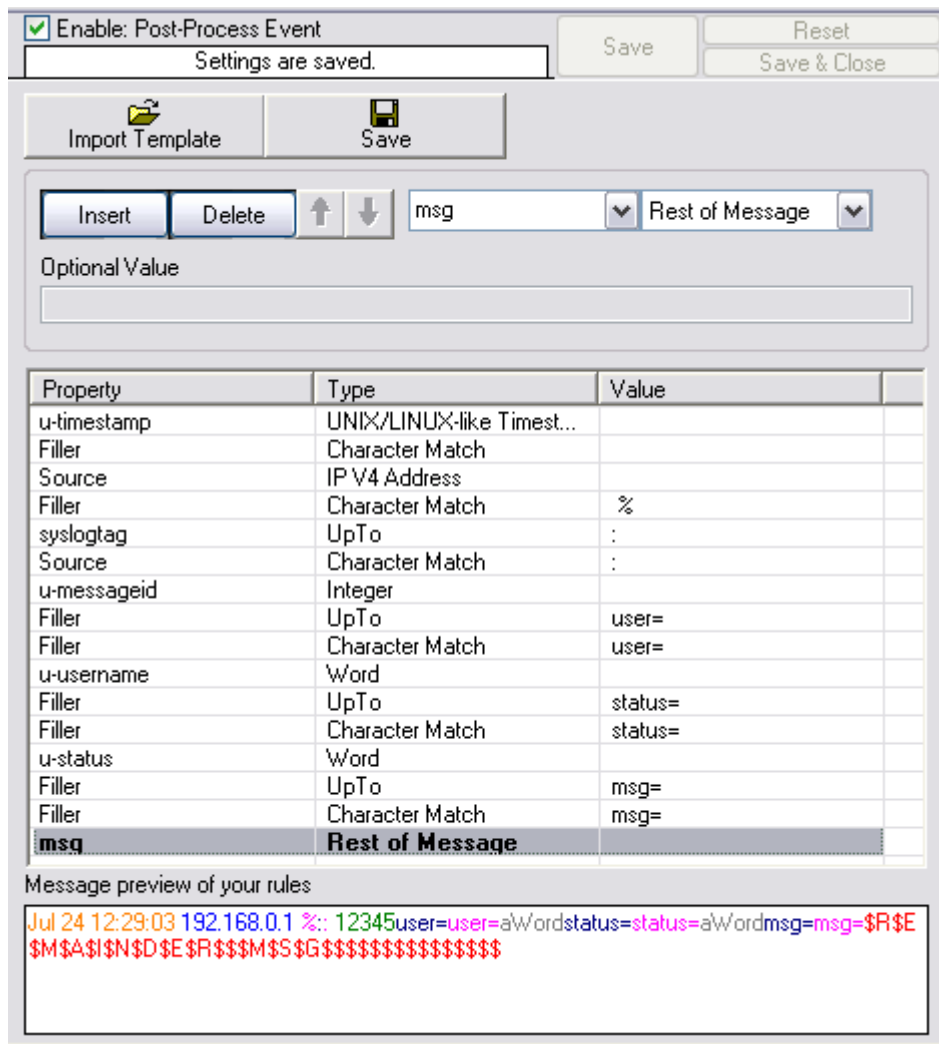 Enable: Post-Process Event
Settings are saved.
Save
Reset
Save & Close
Import Template
Save
Insert Delete msg Rest of Message
Optional Value
Property Type Value
u-timestamp UNIX/LINUX-like Timest...
Filler Character Match
Source IP V4 Address
Filler Character Match %
syslogtag UpTo :
Source Character Match :
u-messageid Integer
Filler UpTo user=
Filler Character Match user=
u-username Word
Filler UpTo status=
Filler Character Match status=
u-status Word
Filler UpTo msg=
Filler Character Match msg=
msg Rest of Message
Message preview of your rules
Jul 24 12:29:03 192.168.0.1 %:: 12345user=user=aWordstatus=status=aWordmsg=msg=$R$E
$M$A$I$N$D$E$R$$$M$S$G$$$$$$$$$$$$$$$